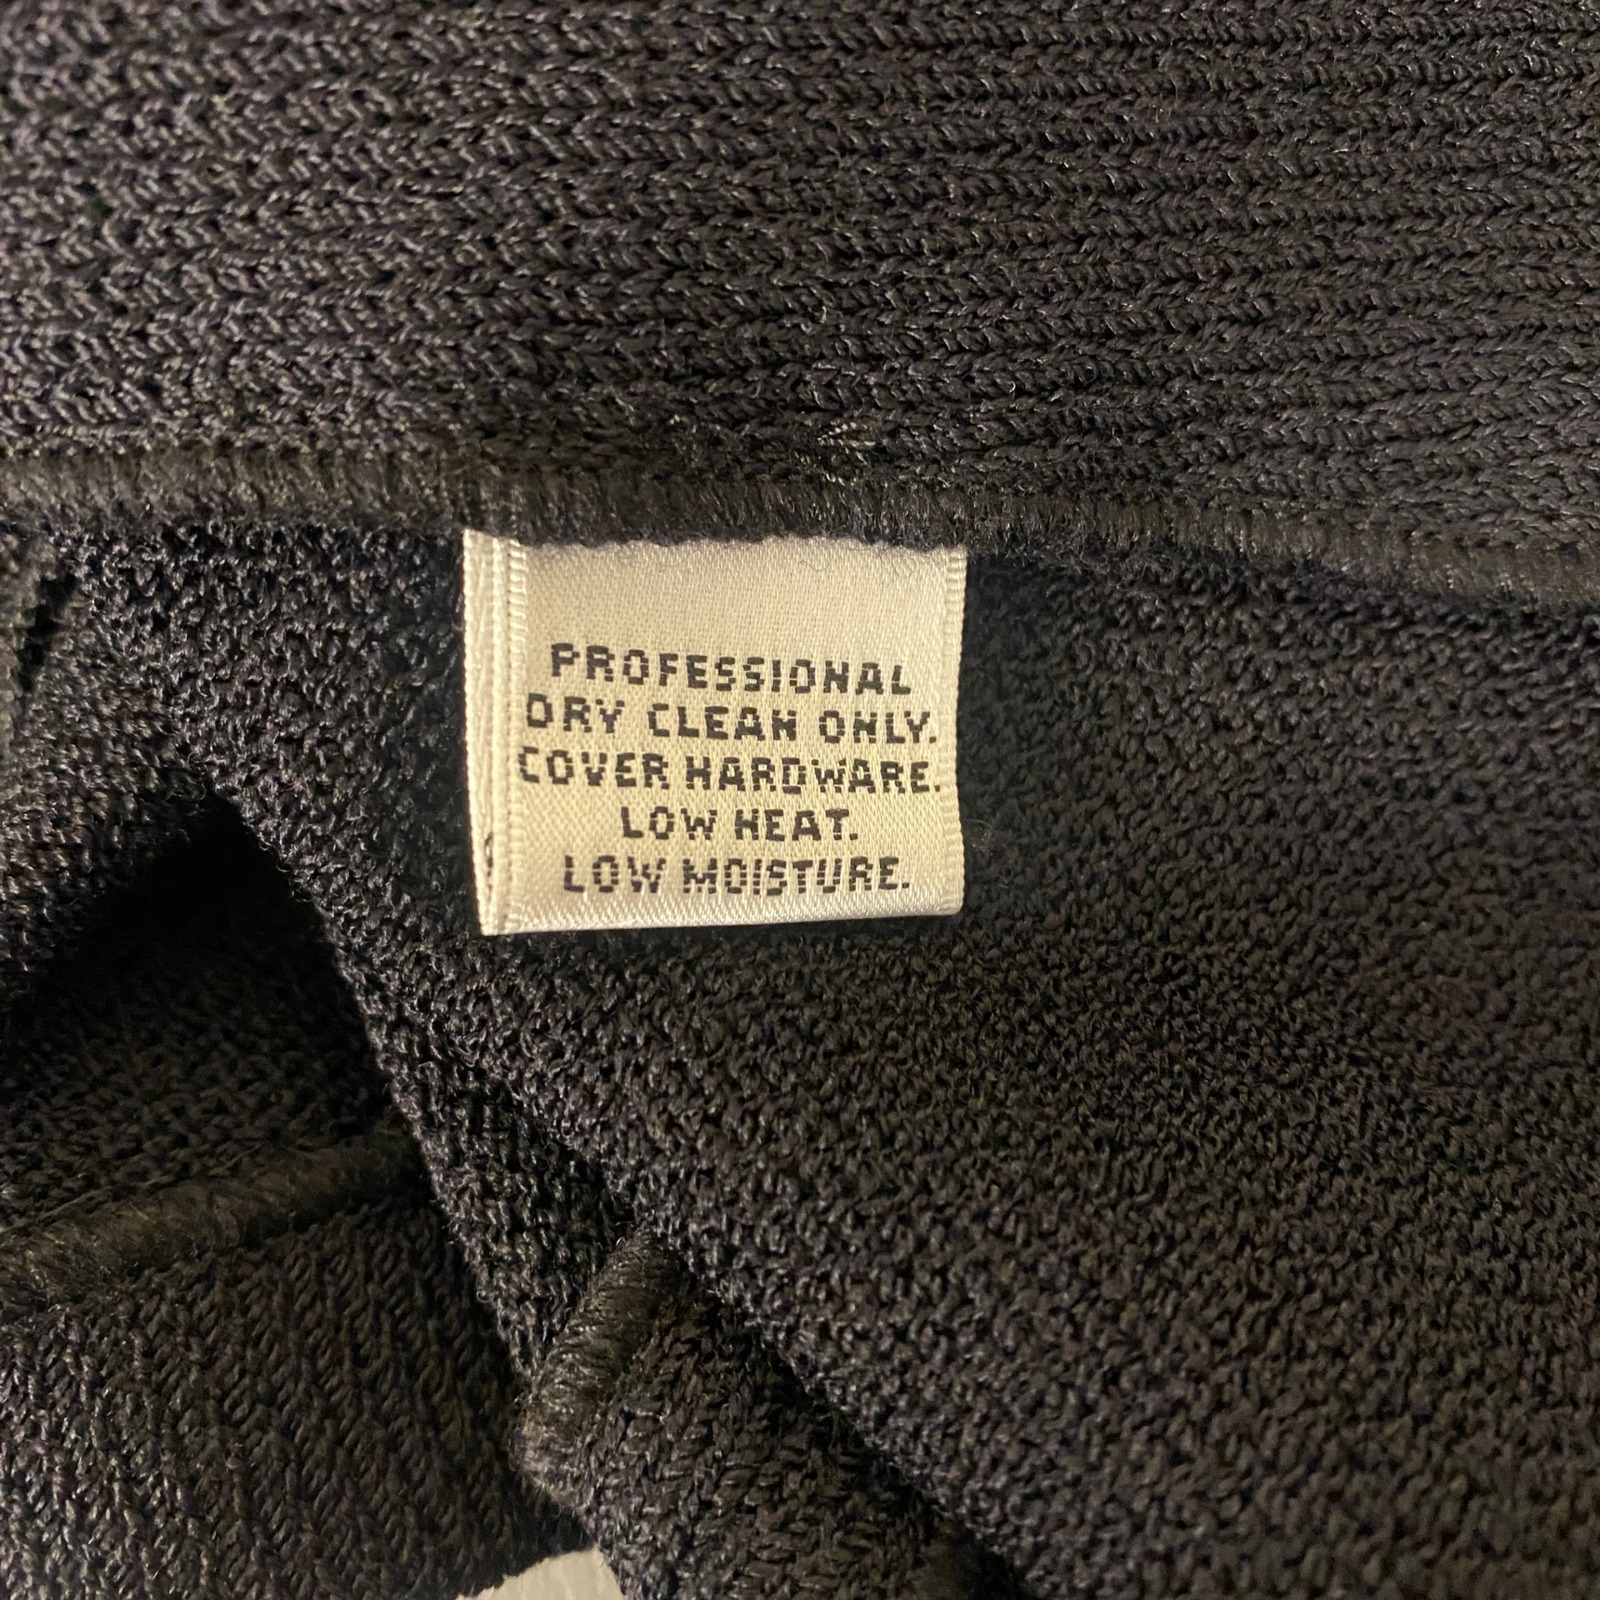 PROFESSIONAL
DRY CLEAN ONLY.
COVER HARDWARE.
LOW HEAT.
LOW MOISTURE.